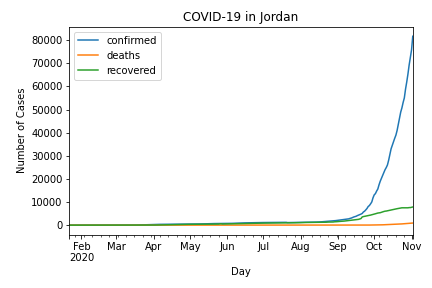 COVID-19 in Jordan
confirmed
deaths
recovered
Number of Cases
80000
70000
60000
50000
40000
30000
20000
10000
0
Feb Mar Apr May Jun Jul Aug Sep Oct Nov
2020
Day